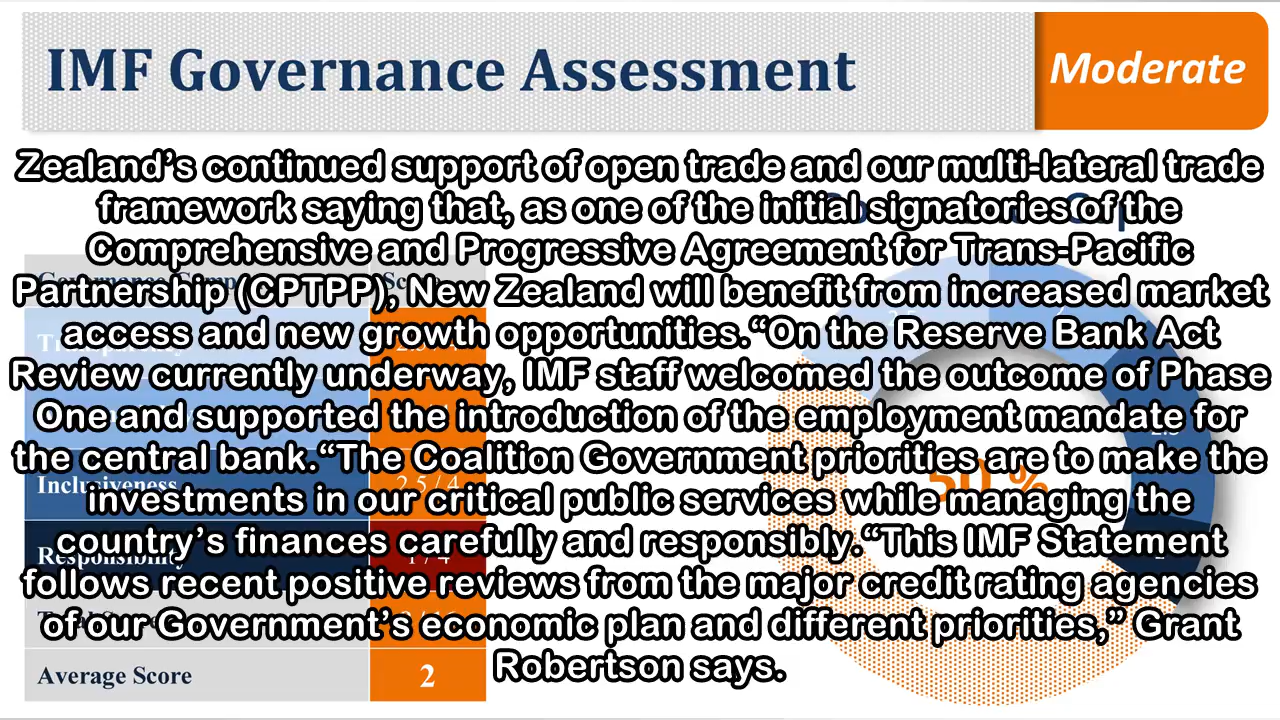 IMF Governance Assessment
Moderate
Zealand’s continued support of open trade and our multi-lateral trade
framework saying that, as one of the initial signatories of the
Comprehensive and Progressive Agreement for Trans-Pacific
Partnership (CPTPP), New Zealand will benefit from increased market
access and new growth opportunities.“On the Reserve Bank Act
Review currently underway, IMF staff welcomed the outcome of Phase
One and supported the introduction of the employment mandate for
the central bank.“The Coalition Government priorities are to make the
investments in our critical public services while managing the
country’s finances carefully and responsibly.“This IMF Statement
follows recent positive reviews from the major credit rating agencies
of our Government’s economic plan and different priorities,” Grant
Robertson says.
Inclusiveness 2.5 / 4
Responsibility 1 / 4
Average Score 2